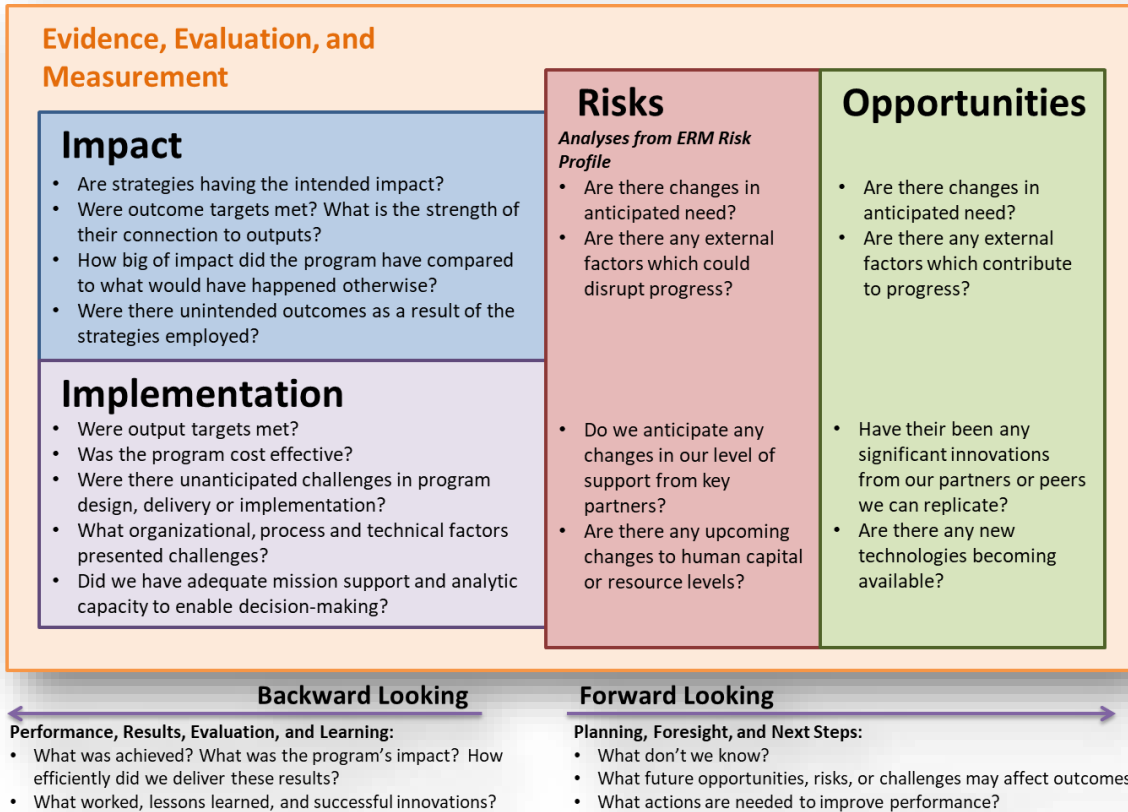 Evidence, Evaluation, and
Measurement
Impact
• Are strategies having the intended impact?
• Were outcome targets met? What is the strength of
their connection to outputs?
• How big of impact did the program have compared
to what would have happened otherwise?
• Were there unintended outcomes as a result of the
strategies employed?
Implementation
• Were output targets met?
• Was the program cost effective?
• Were there unanticipated challenges in program
design, delivery or implementation?
• What organizational, process and technical factors
presented challenges?
• Did we have adequate mission support and analytic
capacity to enable decision-making?
Risks
Analyses from ERM Risk
Profile
• Are there changes in
anticipated need?
• Are there any external
factors which could
disrupt progress?
• Do we anticipate any
changes in our level of
support from key
partners?
• Are there any upcoming
changes to human capital
or resource levels?
Opportunities
• Are there changes in
anticipated need?
• Are there any external
factors which contribute
to progress?
• Have their been any
significant innovations
from our partners or peers
we can replicate?
• Are there any new
technologies becoming
available?
Backward Looking
Performance, Results, Evaluation, and Learning:
• What was achieved? What was the program's impact? How
efficiently did we deliver these results?
• What worked, lessons learned, and successful innovations?
Forward Looking
Planning, Foresight, and Next Steps:
• What don't we know?
• What future opportunities, risks, or challenges may affect outcomes
• What actions are needed to improve performance?